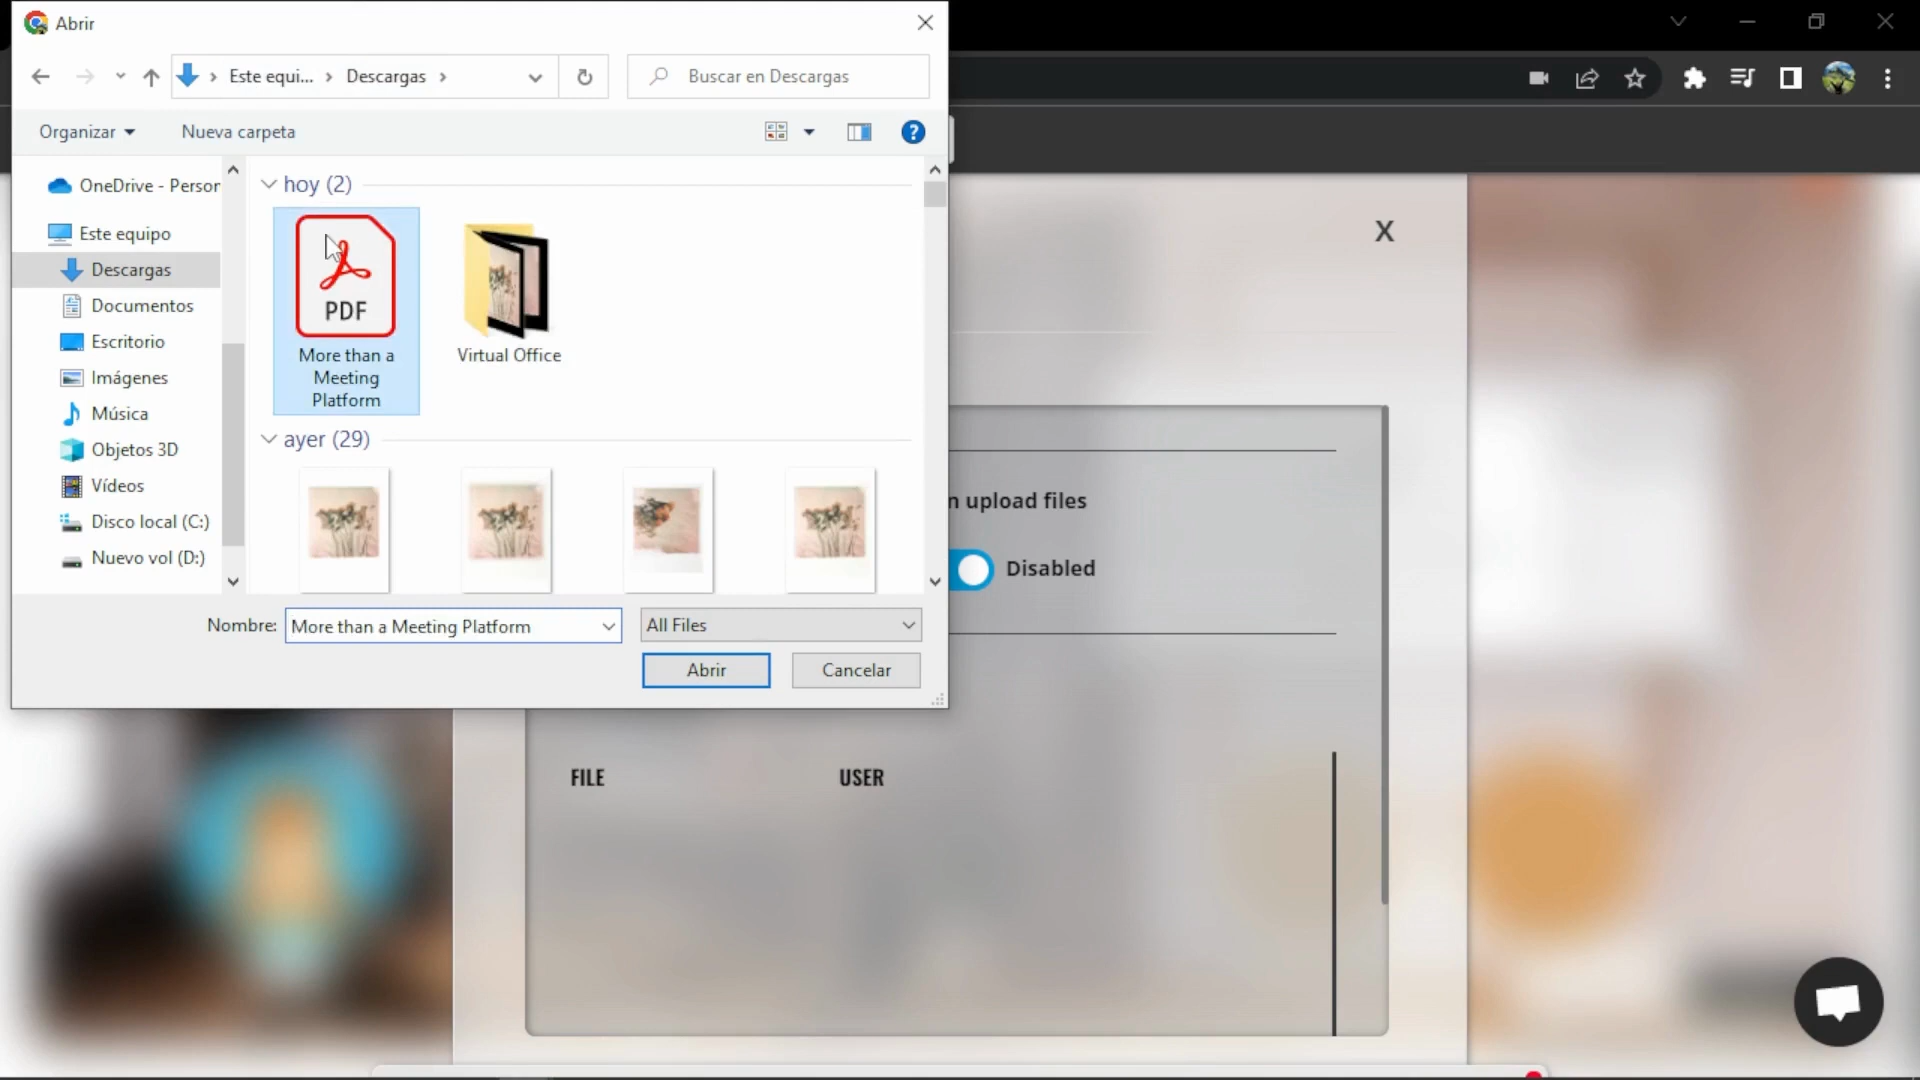 Abrir
Este equi...
Descargas
Buscar en Descargas
Organizar
Nueva carpeta
OneDrive - Person
Este equipo
Descargas
Documentos
Escritorio
Imágenes
Música
Objetos 3D
Vídeos
Disco local (C:)
Nuevo vol (D:)
hoy (2)
PDF
More than a
Meeting
Platform
Virtual Office
ayer (29)
Nombre:
More than a Meeting Platform
All Files
Abrir
Cancelar
X
n upload files
Disabled
FILE
USER